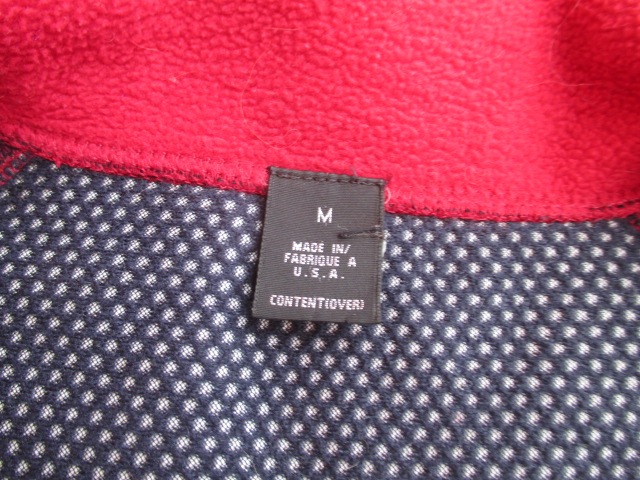 M
MADE IN/
FABRIQUE A
U.S.A.
CONTENT(OVER)